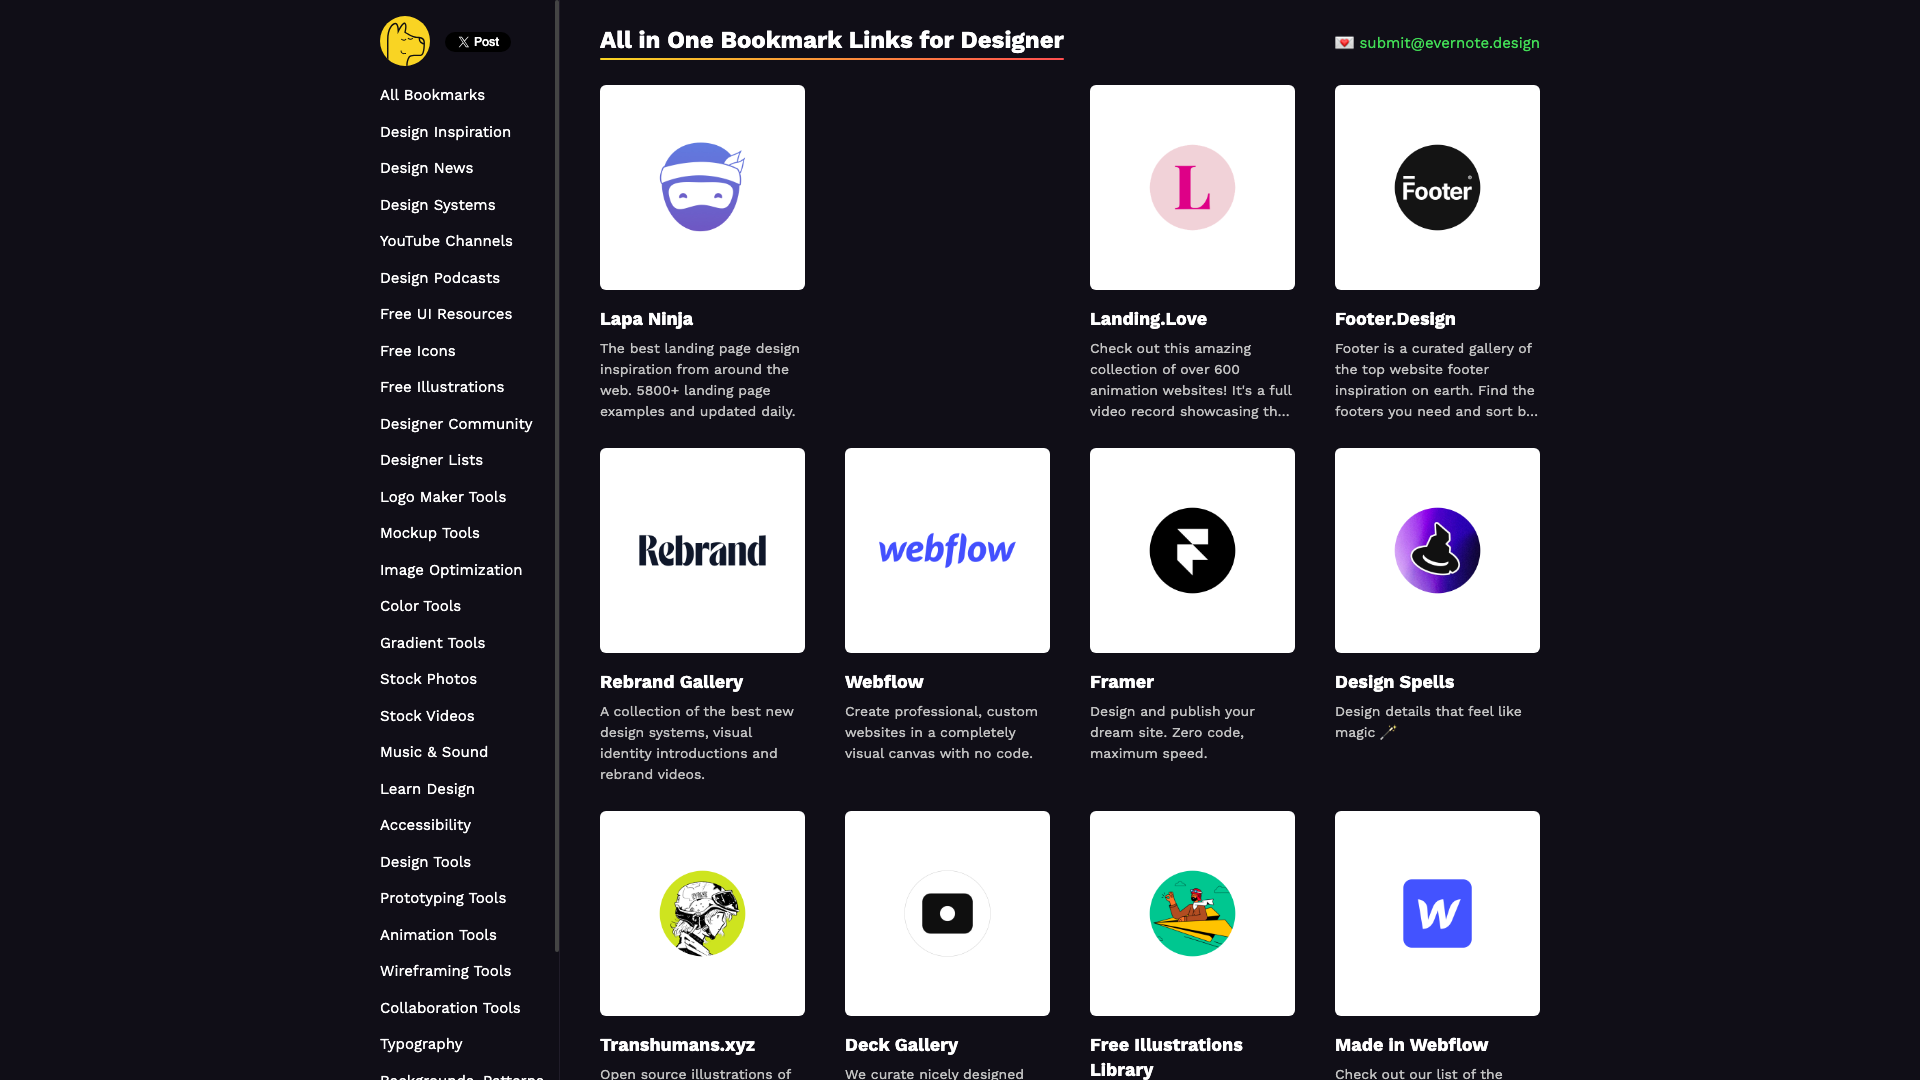 Post
All Bookmarks
Design Inspiration
Design News
Design Systems
YouTube Channels
Design Podcasts
Free UI Resources
Free Icons
Free Illustrations
Designer Community
Designer Lists
Logo Maker Tools
Mockup Tools
Image Optimization
Color Tools
Gradient Tools
Stock Photos
Stock Videos
Music & Sound
Learn Design
Accessibility
Design Tools
Prototyping Tools
Animation Tools
Wireframing Tools
Collaboration Tools
Typography
Backgrounds, Patterns
All in One Bookmark Links for Designer
💌 submit@evernote.design
Lapa Ninja
The best landing page design
inspiration from around the
web. 5800+ landing page
examples and updated daily.
L
Landing.Love
Check out this amazing
collection of over 600
animation websites! It's a full
video record showcasing th...
Footer
Footer.Design
Footer is a curated gallery of
the top website footer
inspiration on earth. Find the
footers you need and sort b...
Rebrand
Rebrand Gallery
A collection of the best new
design systems, visual
identity introductions and
rebrand videos.
webflow
Webflow
Create professional, custom
websites in a completely
visual canvas with no code.
Framer
Design and publish your
dream site. Zero code,
maximum speed.
Design Spells
Design details that feel like
magic 🪄
Transhumans.xyz
Open source illustrations of
Deck Gallery
We curate nicely designed
Free Illustrations
Library
W
Made in Webflow
Check out our list of the